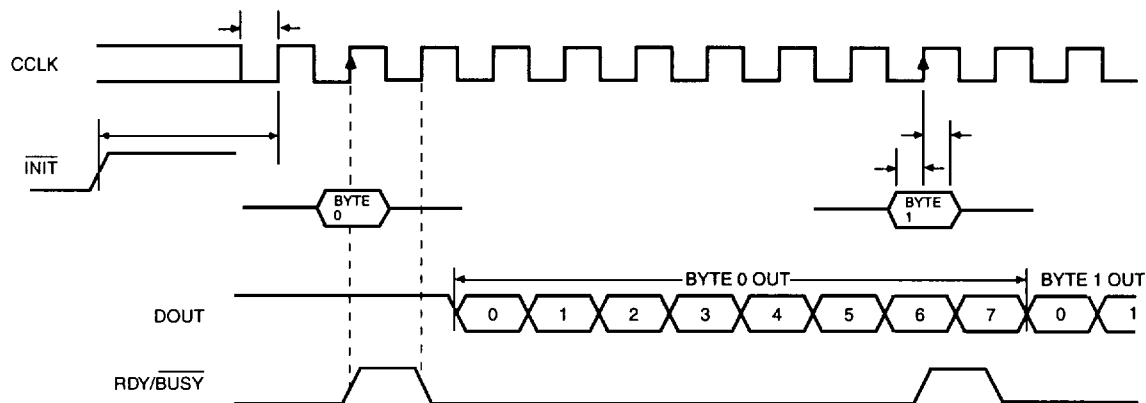 CCLK
INIT
BYTE
0
BYTE
1
BYTE 0 OUT
BYTE 1 OUT
DOUT
0 1 2 3 4 5 6 7 0 1
RDY/BUSY